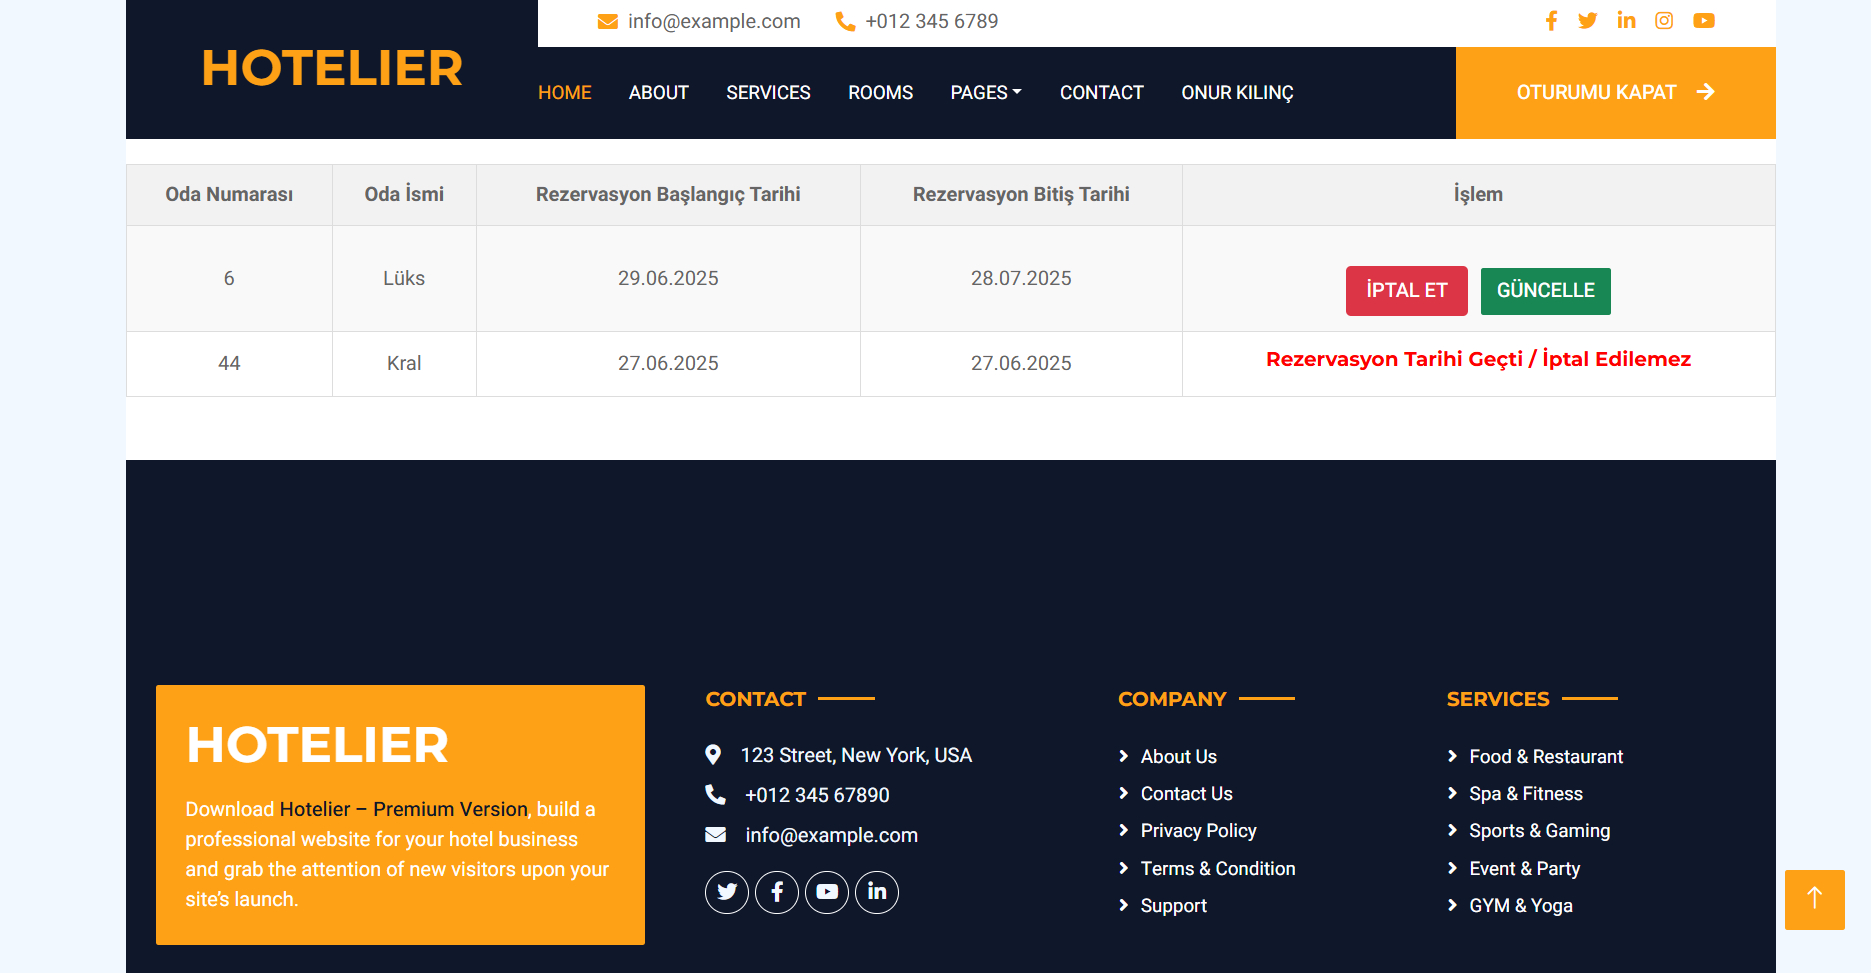 info@example.com +012 345 6789
HOTELIER
HOME ABOUT SERVICES ROOMS PAGES CONTACT ONUR KILINÇ OTURUMU KAPAT
Oda Numarası Oda İsmi Rezervasyon Başlangıç Tarihi Rezervasyon Bitiş Tarihi İşlem
6 Lüks 29.06.2025 28.07.2025 İPTAL ET GÜNCELLE
44 Kral 27.06.2025 27.06.2025 Rezervasyon Tarihi Geçti / İptal Edilemez
HOTELIER
Download Hotelier – Premium Version, build a
professional website for your hotel business
and grab the attention of new visitors upon your
site's launch.
CONTACT
123 Street, New York, USA
+012 345 67890
info@example.com
COMPANY
About Us
Contact Us
Privacy Policy
Terms & Condition
Support
SERVICES
Food & Restaurant
Spa & Fitness
Sports & Gaming
Event & Party
GYM & Yoga